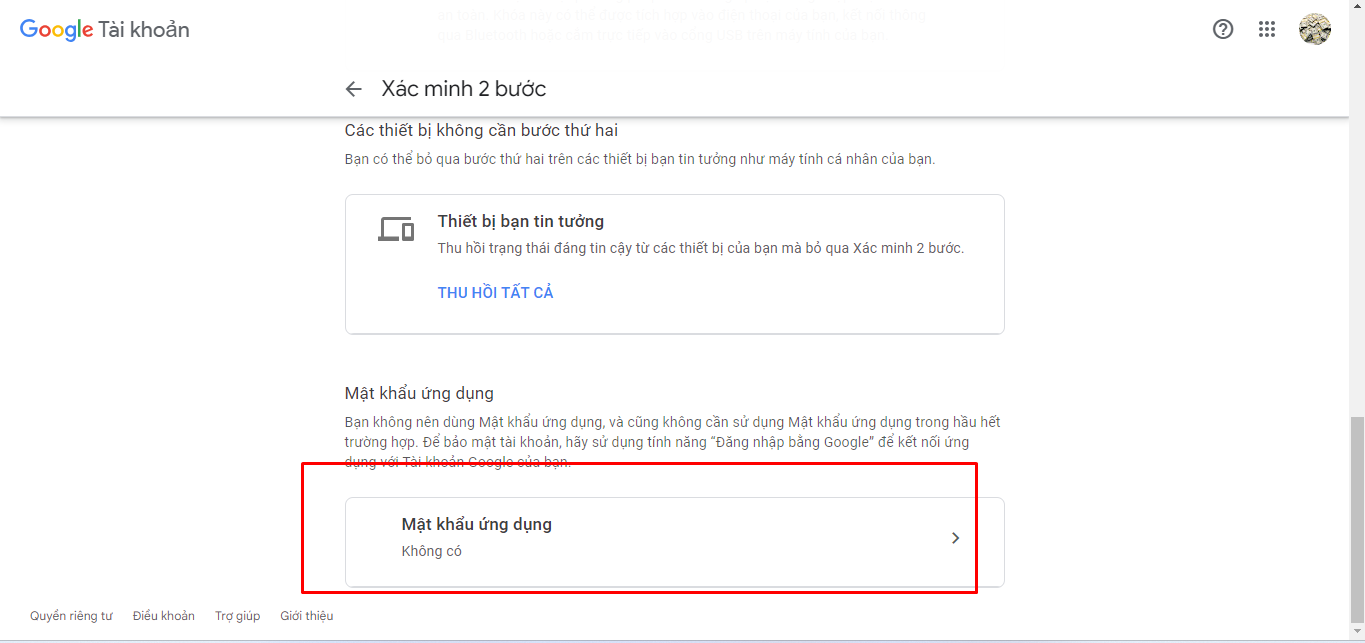 Google Tài khoản
Xác minh 2 bước
Các thiết bị không cần bước thứ hai
Bạn có thể bỏ qua bước thứ hai trên các thiết bị bạn tin tưởng như máy tính cá nhân của bạn.
Thiết bị bạn tin tưởng
Thu hồi trạng thái đáng tin cậy từ các thiết bị của bạn mà bỏ qua Xác minh 2 bước.
THU HỒI TẤT CẢ
Mật khẩu ứng dụng
Bạn không nên dùng Mật khẩu ứng dụng, và cũng không cần sử dụng Mật khẩu ứng dụng trong hầu hết
trường hợp. Để bảo mật tài khoản, hãy sử dụng tính năng “Đăng nhập bằng Google” để kết nối ứng
dụng với Tài khoản Google của bạn.
Mật khẩu ứng dụng
Không có
Quyền riêng tư Điều khoản Trợ giúp Giới thiệu